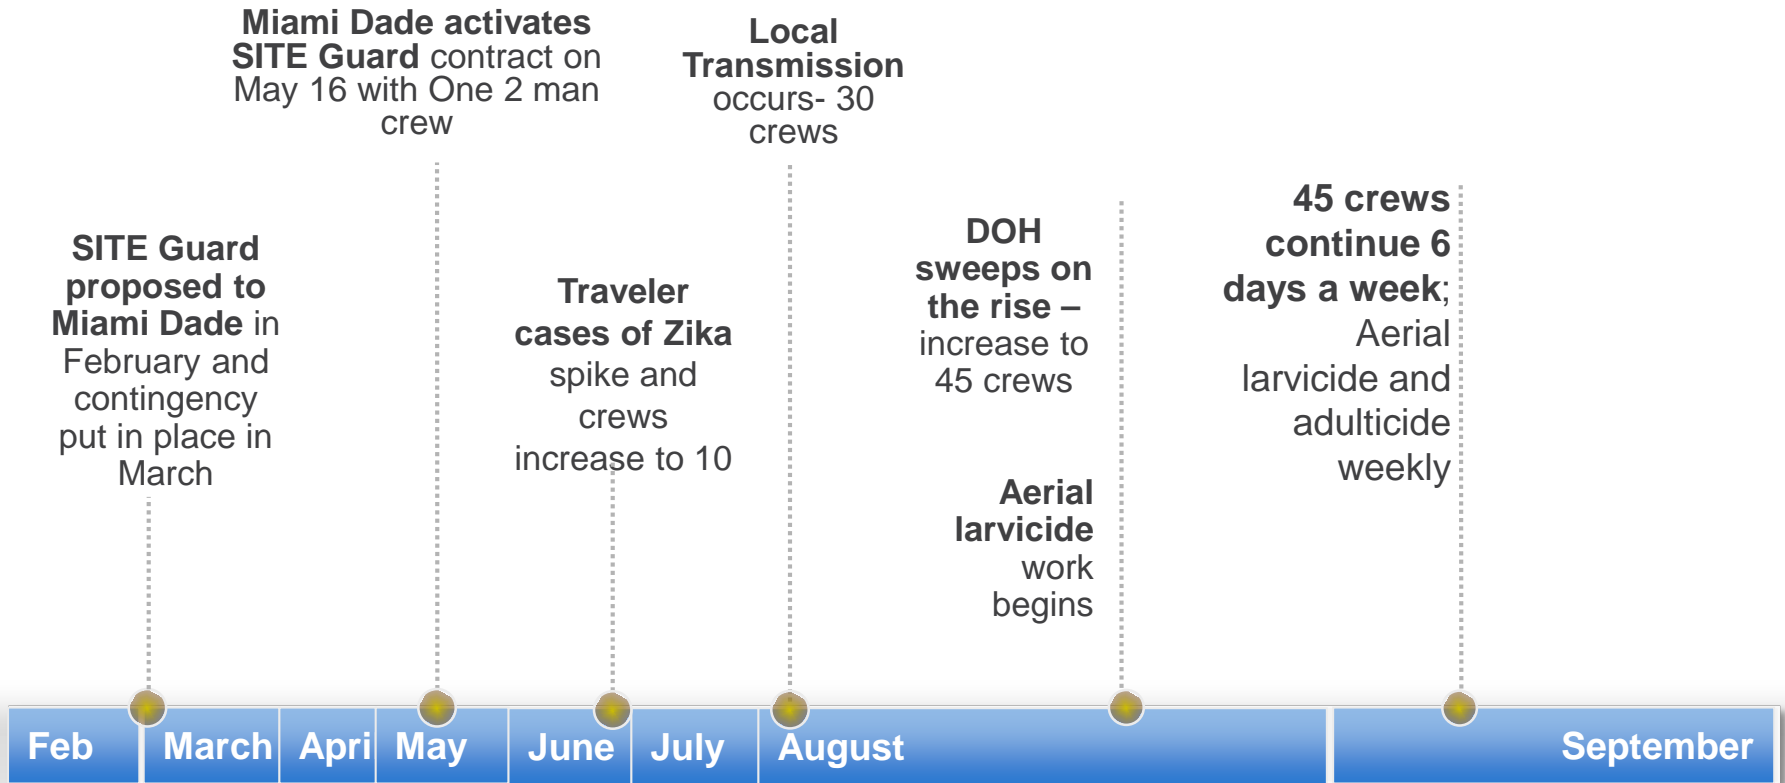 Miami Dade activates
SITE Guard contract on
May 16 with One 2 man
crew
Local
Transmission
occurs- 30
crews
SITE Guard
proposed to
Miami Dade in
February and
contingency
put in place in
March
Traveler
cases of Zika
spike and
crews
increase to 10
DOH
sweeps on
the rise –
increase to
45 crews
Aerial
larvicide
work
begins
45 crews
continue 6
days a week;
Aerial
larvicide and
adulticide
weekly
Feb
March
Apri
May
June
July
August
September